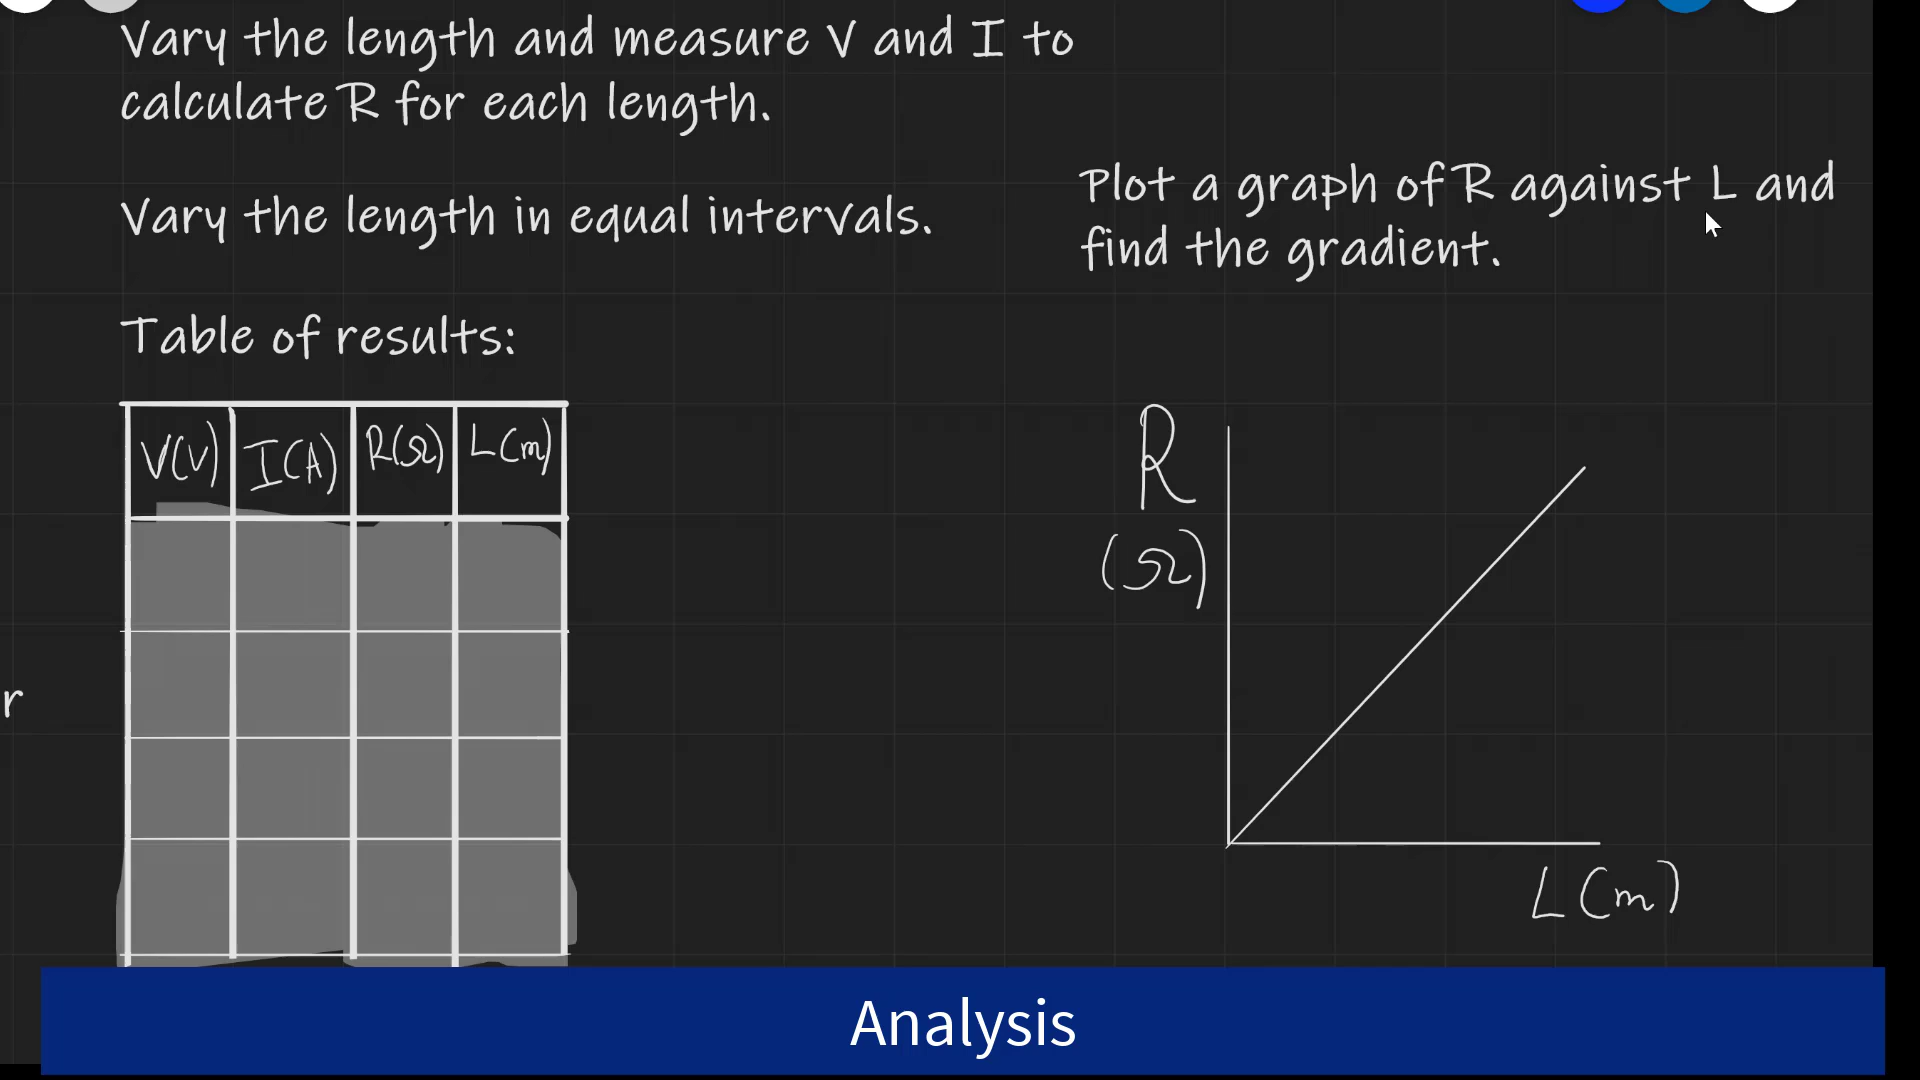 Vary the length and measure V and I to
calculate R for each length.
Vary the length in equal intervals.
Table of results:
V(V) I(A) R(Ω) L(m)
r
Plot a graph of R against L and
find the gradient.
R
(Ω)
L(m)
Analysis